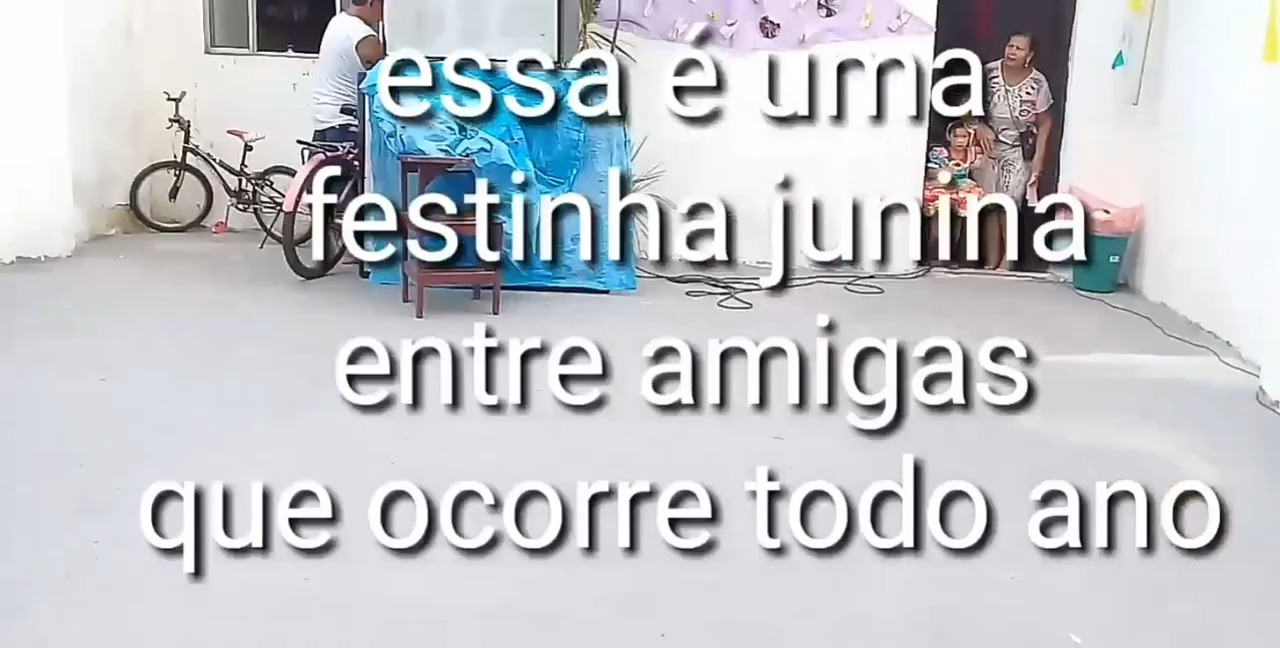 essa é uma
festinha junina
entre amigas
que ocorre todo ano